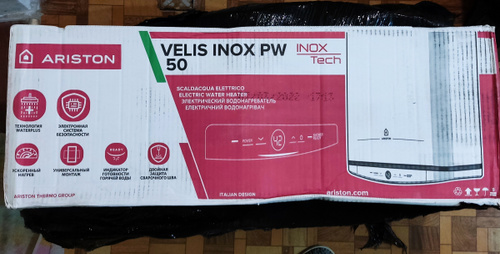 ARISTON
VELIS INOX PW
50
INOX
Tech
SCALDACQUA ELETTRICO
ELECTRIC WATER HEATER
ЭЛЕКТРИЧЕСКИЙ ВОДОНАГРЕВАТЕЛЬ
ЕЛЕКТРИЧНИЙ ВОДОНАГРІВАЧ
42
ТЕХНОЛОГИЯ
WATERPLUS
ЭЛЕКТРОННАЯ
СИСТЕМА
БЕЗОПАСНОСТИ
УСКОРЕННЫЙ
НАГРЕВ
УНИВЕРСАЛЬНЫЙ
МОНТАЖ
ИНДИКАТОР
ГОТОВНОСТИ
ГОРЯЧЕЙ ВОДЫ
ДВОЙНАЯ
ЗАЩИТА
СВАРОЧНОГО ШВА
ARISTON THERMO GROUP
ITALIAN DESIGN
ariston.com